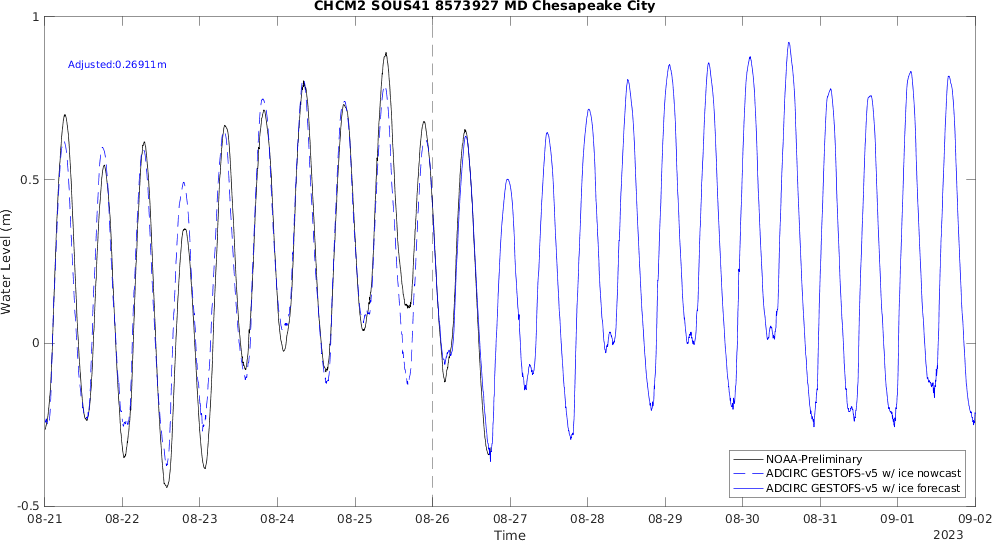 CHCM2 SOUS41 8573927 MD Chesapeake City
Adjusted:0.26911m
Water Level (m)
1
0.5
0
-0.5
NOAA-Preliminary
ADCIRC GESTOFS-v5 w/ ice nowcast
ADCIRC GESTOFS-v5 w/ ice forecast
08-21 08-22 08-23 08-24 08-25 08-26 08-27 08-28 08-29 08-30 08-31 09-01 09-02
Time
2023